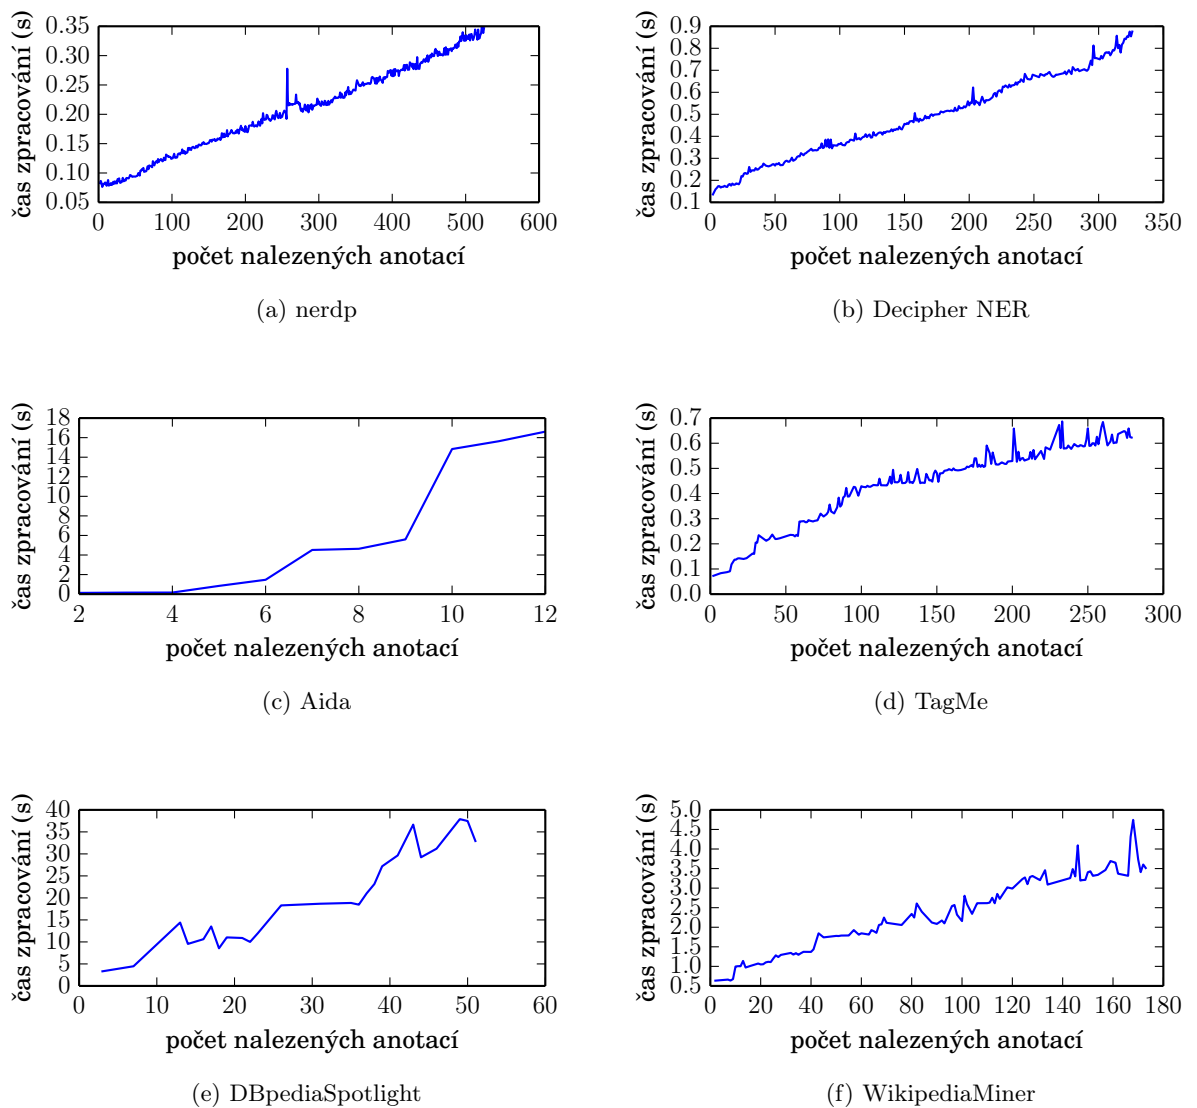 čas zpracování (s)
0.35
0.30
0.25
0.20
0.15
0.10
0.05
0 100 200 300 400 500 600
počet nalezených anotací
(a) nerdp
čas zpracování (s)
0.9
0.8
0.7
0.6
0.5
0.4
0.3
0.2
0.1
0 50 100 150 200 250 300 350
počet nalezených anotací
(b) Decipher NER
čas zpracování (s)
18
16
14
12
10
8
6
4
2
0
2 4 6 8 10 12
počet nalezených anotací
(c) Aida
čas zpracování (s)
0.7
0.6
0.5
0.4
0.3
0.2
0.1
0.0
0 50 100 150 200 250 300
počet nalezených anotací
(d) TagMe
čas zpracování (s)
40
35
30
25
20
15
10
5
0
0 10 20 30 40 50 60
počet nalezených anotací
(e) DBpediaSpotlight
čas zpracování (s)
5.0
4.5
4.0
3.5
3.0
2.5
2.0
1.5
1.0
0.5
0 20 40 60 80 100 120 140 160 180
počet nalezených anotací
(f) WikipediaMiner